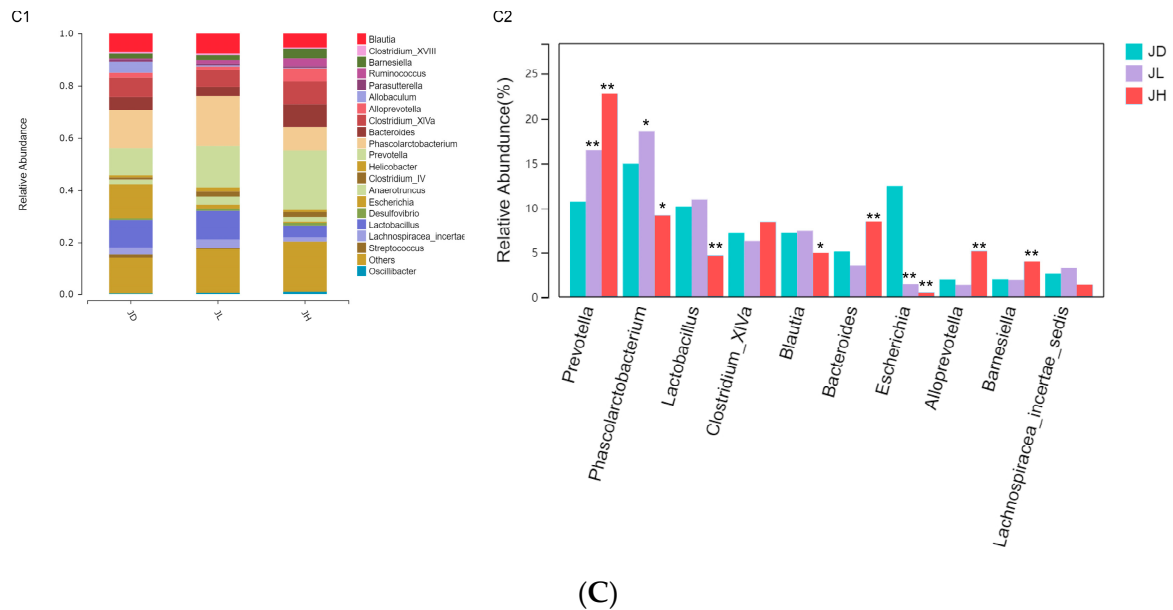 C1
Relative Abundance
1.0
0.8
0.6
0.4
0.2
0.0
JD
JL
JH
Blautia
Clostridium_XVIII
Barnesiella
Ruminococcus
Parasutterella
Allobaculum
Alloprevotella
Clostridium_XIVa
Bacteroides
Phascolarctobacterium
Prevotella
Helicobacter
Clostridium_IV
Anaerotruncus
Escherichia
Desulfovibrio
Lactobacillus
Lachnospiracea_incertae
Streptococcus
Others
Oscillibacter
C2
Relative Abundunce(%)
25
20
15
10
5
0
**
**
*
*
**
*
**
**
**
**
**
Prevotella
Phascolarctobacterium
Lactobacillus
Clostridium_XIVa
Blautia
Bacteroides
Escherichia
Alloprevotella
Barnesiella
Lachnospiracea_incertae_sedis
JD
JL
JH
(C)